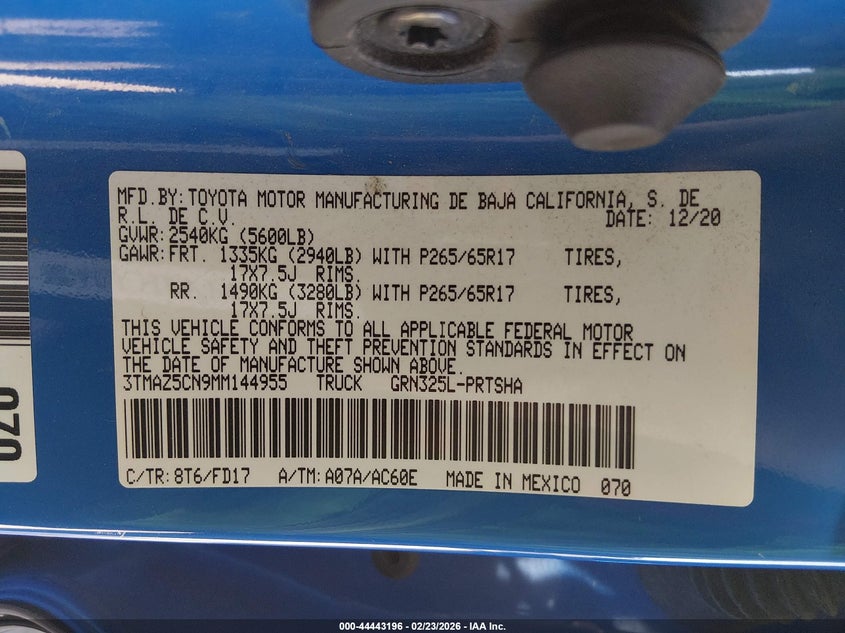 MFD.BY:TOYOTA MOTOR MANUFACTURING DE BAJA CALIFORNIA, S. DE
R.L. DE C.V. DATE: 12/20
GVWR:2540KG (5600LB)
GAWR:FRT. 1335KG (2940LB) WITH P265/65R17 TIRES,
17X7.5J RIMS.
RR. 1490KG (3280LB) WITH P265/65R17 TIRES,
17X7.5J RIMS.
THIS VEHICLE CONFORMS TO ALL APPLICABLE FEDERAL MOTOR
VEHICLE SAFETY AND THEFT PREVENTION STANDARDS IN EFFECT ON
THE DATE OF MANUFACTURE SHOWN ABOVE.
3TMAZ5CN9MM144955 TRUCK GRN325L-PRTSHA
C/TR:8T6/FD17 A/TM:A07A/AC60E MADE IN MEXICO 070
070
000-44443196 - 02/23/2026 - IAA Inc.